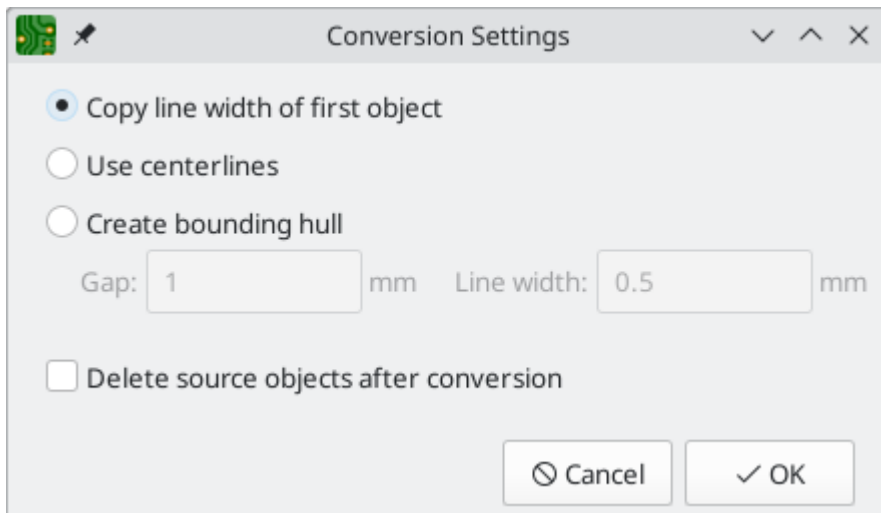 Conversion Settings
Copy line width of first object
Use centerlines
Create bounding hull
Gap: 1 mm Line width: 0.5 mm
Delete source objects after conversion
Cancel OK